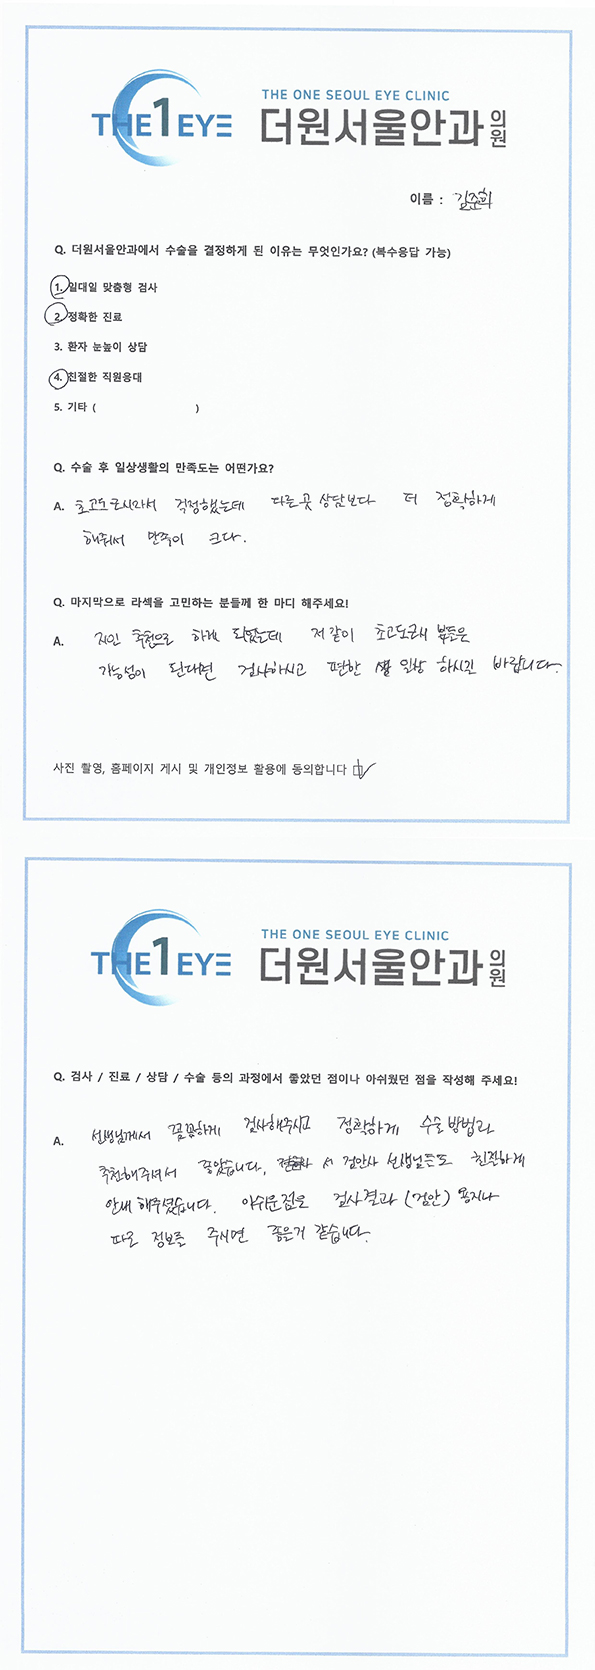 THE 1 EYE
THE ONE SEOUL EYE CLINIC
더원서울안과의원
이름 : 김준희
Q. 더원서울안과에서 수술을 결정하게 된 이유는 무엇인가요? (복수응답 가능)
1. 일대일 맞춤형 검사
2. 정확한 진료
3. 환자 눈높이 상담
4. 친절한 직원응대
5. 기타 ( )
Q. 수술 후 일상생활의 만족도는 어떤가요?
A. 초고도근시라서 걱정했는데 다른곳 상담보다 더 정확하게
해줘서 만족이 크다.
Q. 마지막으로 라섹을 고민하는 분들께 한 마디 해주세요!
A. 지인 추천으로 하게 되었는데 저같이 초고도근시 분들은
가능성이 된다면 검사하시고 편한 일상 하시길 바랍니다.
사진 촬영, 홈페이지 게시 및 개인정보 활용에 동의합니다
THE 1 EYE
THE ONE SEOUL EYE CLINIC
더원서울안과의원
Q. 검사 / 진료 / 상담 / 수술 등의 과정에서 좋았던 점이나 아쉬웠던 점을 작성해 주세요!
A. 선생님께서 꼼꼼하게 검사해주시고 정확하게 수술방법과
추천해주셔서 좋았습니다. 검안사 선생님들도 친절하게
안내해주셨습니다. 아쉬운점은 검사결과 (검안) 용지나
따로 정보를 주시면 좋은거 같습니다.